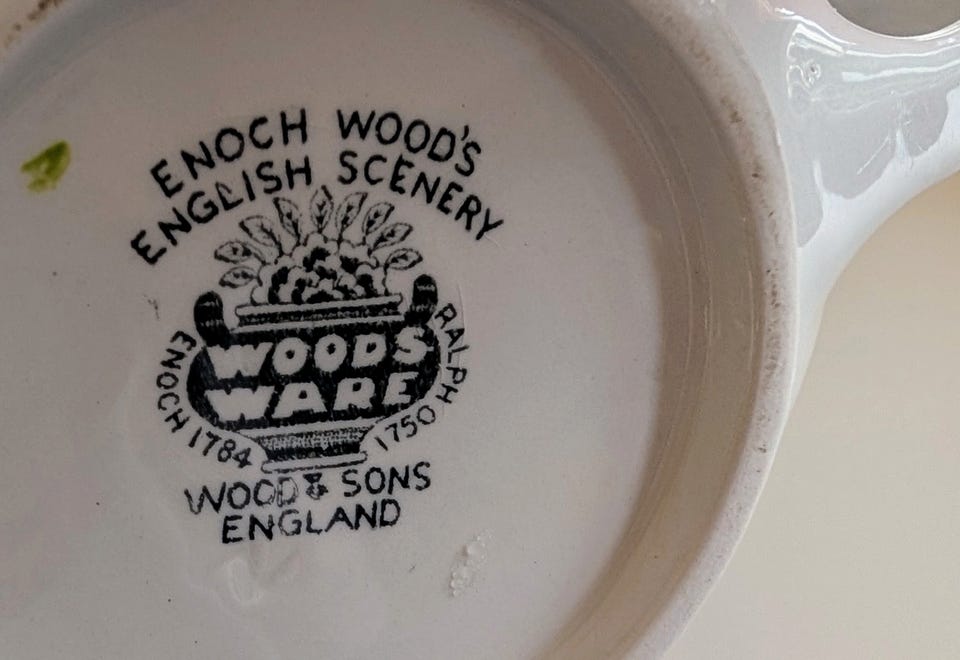 ENOCH WOOD'S
ENGLISH SCENERY
WOODS
WARE
ENOCH 1784
RALPH 1750
WOOD & SONS
ENGLAND